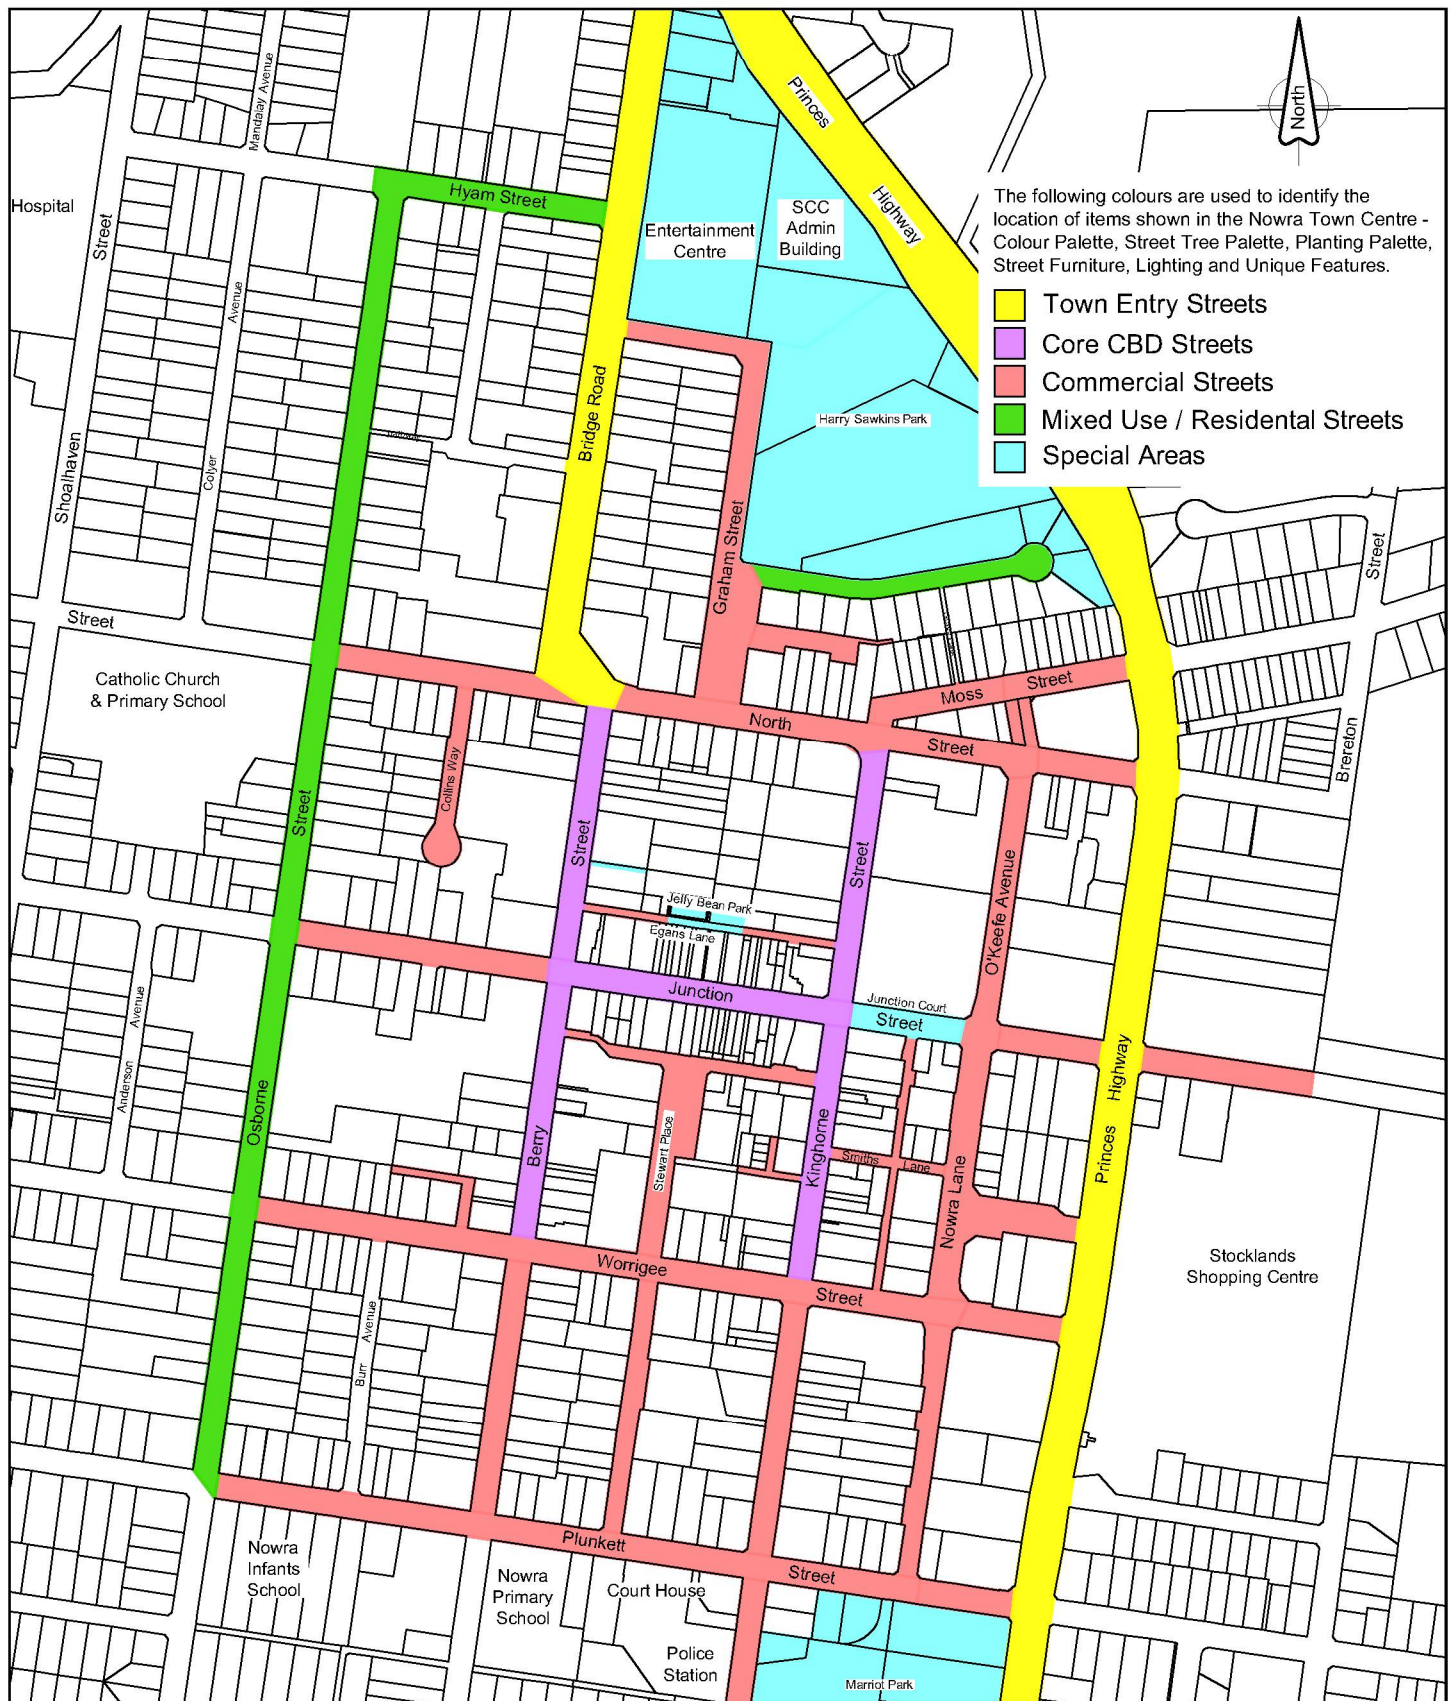 Mandalay Avenue
Princes
North
Hospital
Hyam Street
Street
Highway
SCC
Admin
Building
Entertainment
Centre
The following colours are used to identify the
location of items shown in the Nowra Town Centre -
Colour Palette, Street Tree Palette, Planting Palette,
Street Furniture, Lighting and Unique Features.
Town Entry Streets
Core CBD Streets
Commercial Streets
Mixed Use / Residental Streets
Special Areas
Avenue
Bridge Road
Harry Sawkins Park
Shoalhaven
Colyer
Graham Street
Street
Street
Catholic Church
& Primary School
Moss Street
North
Street
Brereton
Collins Way
Street
Street
Street
O'Keefe Avenue
Jelly Bean Park
Egans Lane
Junction
Junction Court
Street
Avenue
Anderson
Osborne
Highway
Princes
Berry
Stewart Place
Kinghorne
Smiths Lane
Nowra Lane
Worrigee
Street
Stocklands
Shopping Centre
Avenue
Burr
Plunkett
Street
Nowra
Infants
School
Nowra
Primary
School
Court House
Police
Station
Marriot Park